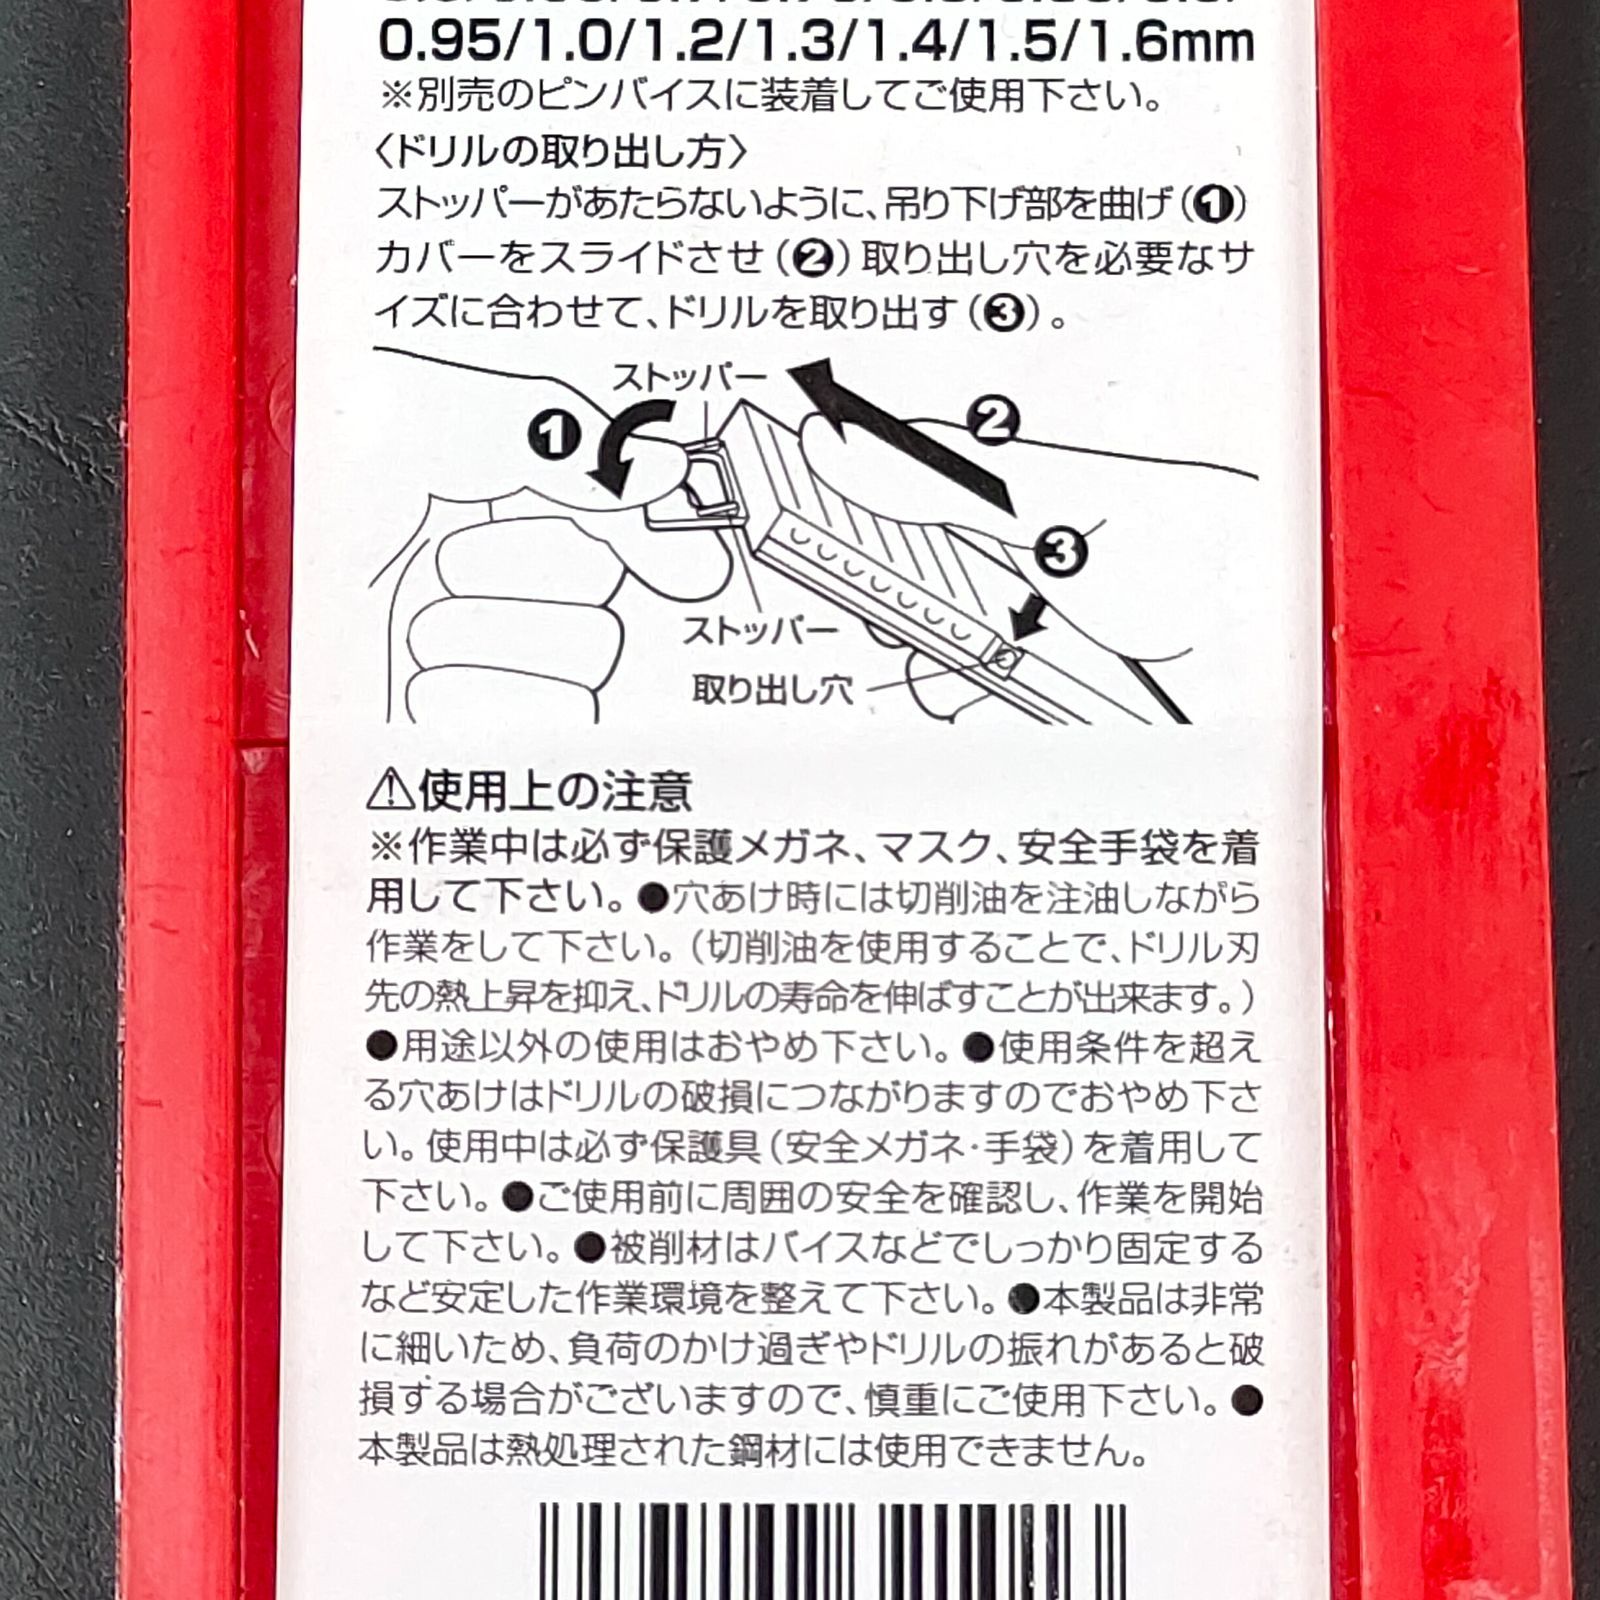 0.95/1.0/1.2/1.3/1.4/1.5/1.6mm
※別売のピンバイスに装着してご使用下さい。
〈ドリルの取り出し方〉
ストッパーがあたらないように、吊り下げ部を曲げ(❶)
カバーをスライドさせ(❷)取り出し穴を必要なサ
イズに合わせて、ドリルを取り出す(❸)。
ストッパー
❶
❷
❸
ストッパー
取り出し穴
⚠使用上の注意
※作業中は必ず保護メガネ、マスク、安全手袋を着
用して下さい。●穴あけ時には切削油を注油しながら
作業をして下さい。(切削油を使用することで、ドリル刃
先の熱上昇を抑え、ドリルの寿命を伸ばすことが出来ます。)
●用途以外の使用はおやめ下さい。●使用条件を超え
る穴あけはドリルの破損につながりますのでおやめ下さ
い。使用中は必ず保護具(安全メガネ・手袋)を着用して
下さい。●ご使用前に周囲の安全を確認し、作業を開始
して下さい。●被削材はバイスなどでしっかり固定する
など安定した作業環境を整えて下さい。●本製品は非常
に細いため、負荷のかけ過ぎやドリルの振れがあると破
損する場合がございますので、慎重にご使用下さい。●
本製品は熱処理された鋼材には使用できません。